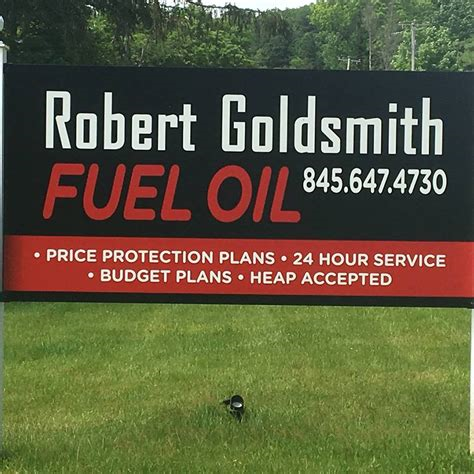 Robert Goldsmith
FUEL OIL 845.647.4730
• PRICE PROTECTION PLANS • 24 HOUR SERVICE
• BUDGET PLANS • HEAP ACCEPTED